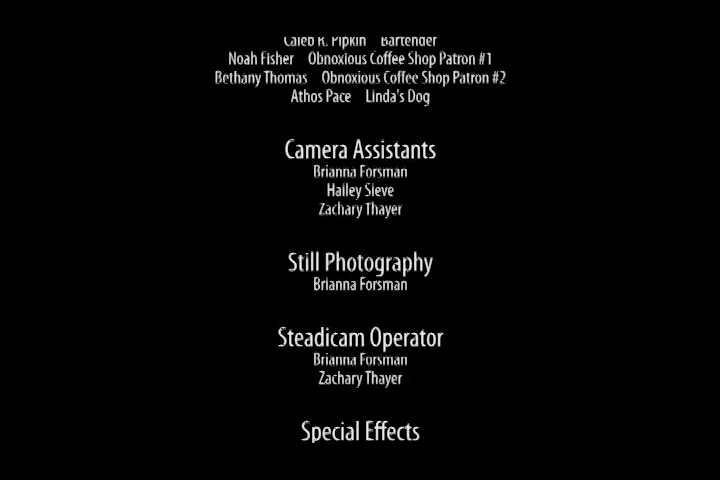 Caleb R. Pipkin Bartender
Noah Fisher Obnoxious Coffee Shop Patron #1
Bethany Thomas Obnoxious Coffee Shop Patron #2
Athos Pace Linda's Dog
Camera Assistants
Brianna Forsman
Hailey Sieve
Zachary Thayer
Still Photography
Brianna Forsman
Steadicam Operator
Brianna Forsman
Zachary Thayer
Special Effects